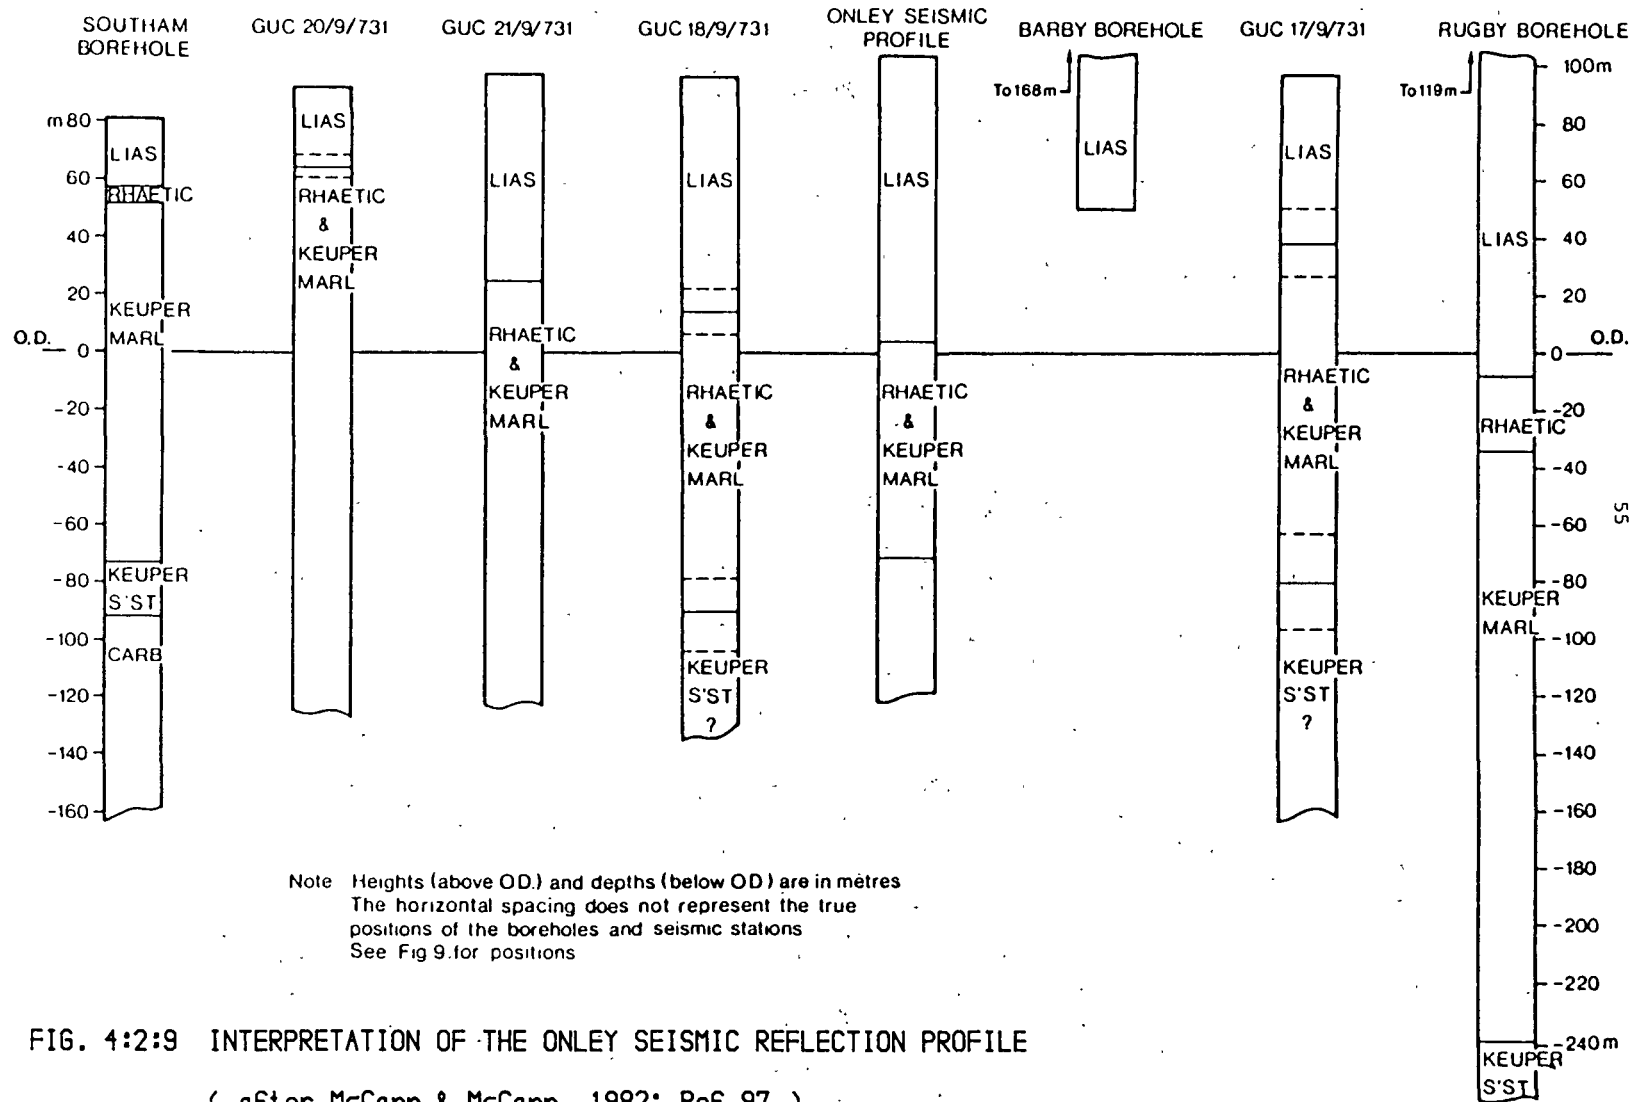 SOUTHAM
BOREHOLE
GUC 20/9/731
GUC 21/9/731
GUC 18/9/731
ONLEY SEISMIC
PROFILE
BARBY BOREHOLE
GUC 17/9/731
RUGBY BOREHOLE
m 80
60
40
20
O.D.
0
-20
-40
-60
-80
-100
-120
-140
-160
LIAS
RHAETIC
KEUPER
MARL
KEUPER
S'ST
CARB
LIAS
RHAETIC
&
KEUPER
MARL
LIAS
RHAETIC
&
KEUPER
MARL
LIAS
RHAETIC
&
KEUPER
MARL
KEUPER
S'ST
?
LIAS
RHAETIC
&
KEUPER
MARL
To 168m
LIAS
LIAS
RHAETIC
&
KEUPER
MARL
KEUPER
S'ST
?
To 119m
LIAS
RHAETIC
KEUPER
MARL
KEUPER
S'ST
100m
80
60
40
20
0
O.D.
-20
-40
-60
-80
-100
-120
-140
-160
-180
-200
-220
-240m
55
Note Heights (above O.D.) and depths (below OD) are in metres
The horizontal spacing does not represent the true
positions of the boreholes and seismic stations
See Fig 9. for positions
FIG. 4:2:9 INTERPRETATION OF THE ONLEY SEISMIC REFLECTION PROFILE
( after McCann & McCann, 1982; Ref 97 )